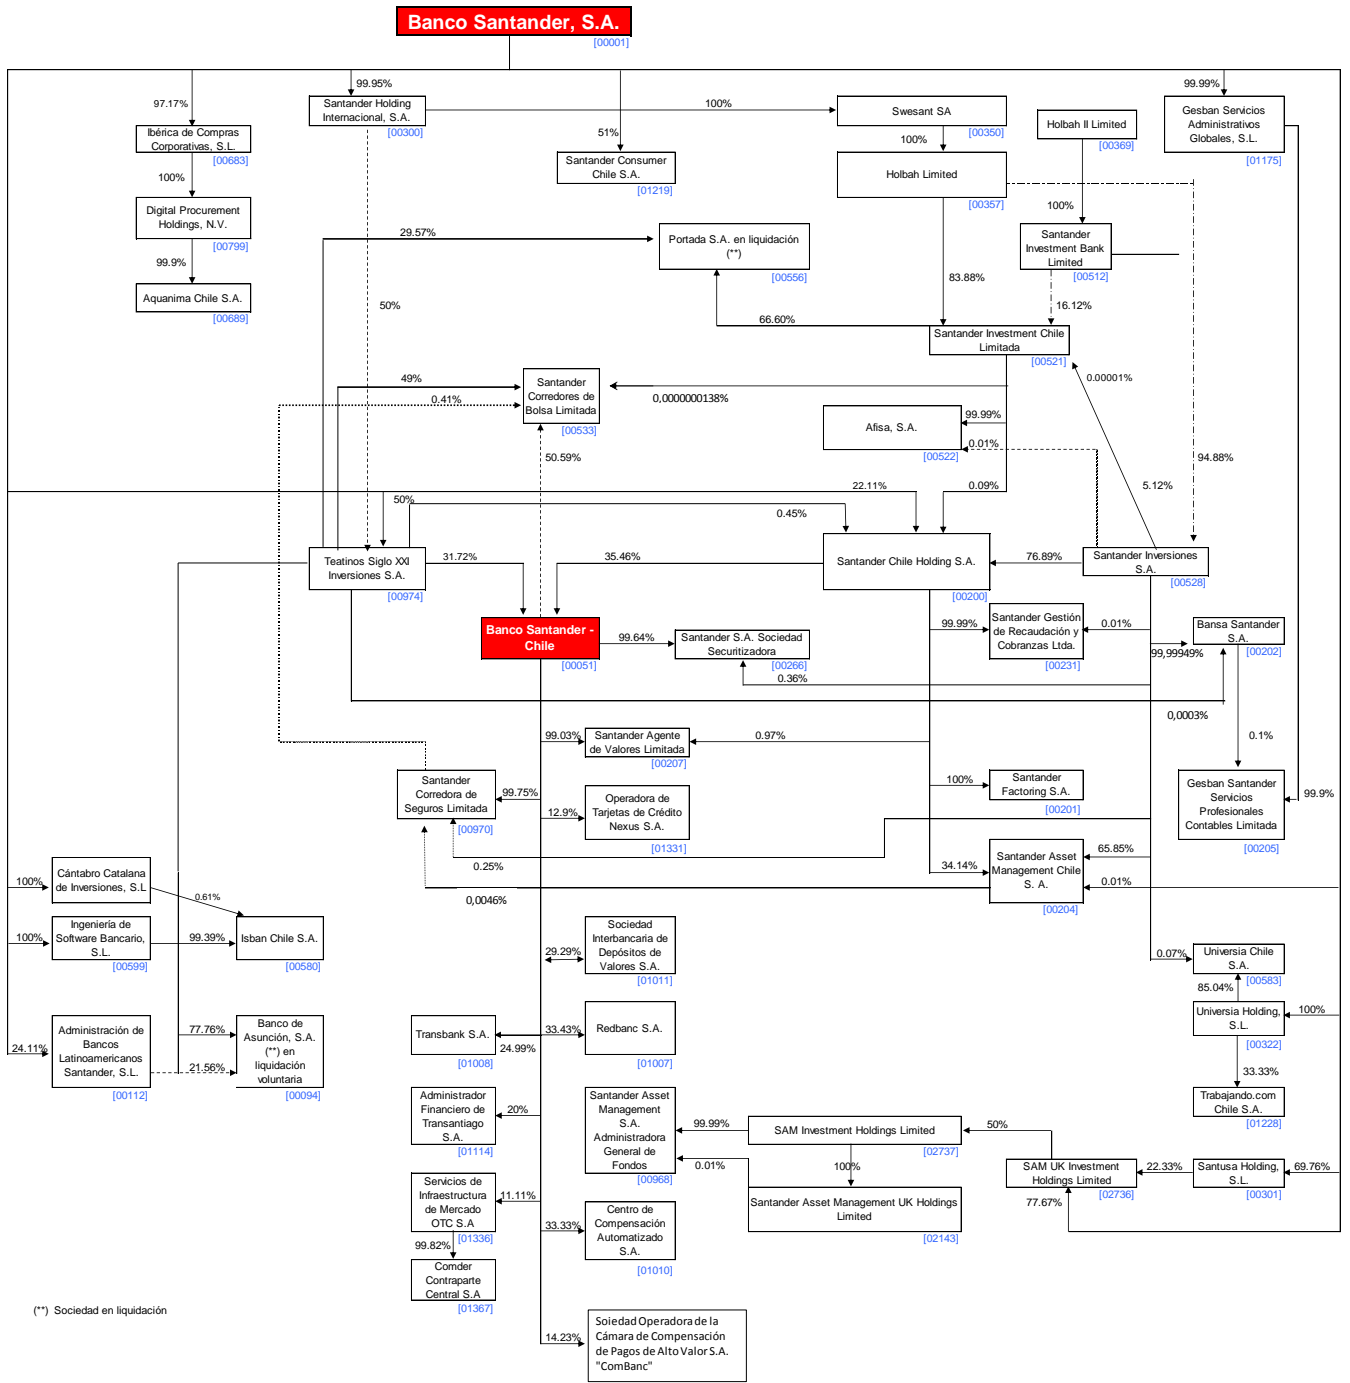 Banco Santander, S.A.
[00001]
99.95%
99.99%
97.17%
Santander Holding
Internacional, S.A.
[00300]
100%
Swesant SA
[00350]
Holbah II Limited
[00369]
Gesban Servicios
Administrativos
Globales, S.L.
[01175]
Ibérica de Compras
Corporativas, S.L.
[00683]
51%
100%
Santander Consumer
Chile S.A.
[01219]
Holbah Limited
[00357]
100%
Digital Procurement
Holdings, N.V.
[00799]
100%
29.57%
Portada S.A. en liquidación
(**)
[00556]
Santander
Investment Bank
Limited
[00512]
99.9%
83.88%
Aquanima Chile S.A.
[00689]
50%
16.12%
66.60%
Santander Investment Chile
Limitada
[00521]
49%
Santander
Corredores de
Bolsa Limitada
[00533]
0.00001%
0.41%
0,0000000138%
Afisa, S.A.
[00522]
99.99%
0.01%
50.59%
94.88%
22.11%
0.09%
5.12%
50%
0.45%
Teatinos Siglo XXI
Inversiones S.A.
[00974]
31.72%
35.46%
Santander Chile Holding S.A.
[00200]
76.89%
Santander Inversiones
S.A.
[00528]
Banco Santander -
Chile
[00051]
99.64%
Santander S.A. Sociedad
Securitizadora
[00266]
99.99%
Santander Gestión
de Recaudación y
Cobranzas Ltda.
[00231]
0.01%
Bansa Santander
S.A.
[00202]
99,99949%
0.36%
0,0003%
99.03%
Santander Agente
de Valores Limitada
[00207]
0.97%
0.1%
Santander
Corredora de
Seguros Limitada
[00970]
99.75%
Operadora de
Tarjetas de Crédito
Nexus S.A.
[01331]
12.9%
100%
Santander
Factoring S.A.
[00201]
Gesban Santander
Servicios
Profesionales
Contables Limitada
[00205]
99.9%
0.25%
34.14%
Santander Asset
Management Chile
S. A.
[00204]
65.85%
0.01%
0,0046%
100%
Cántabro Catalana
de Inversiones, S.L
0.61%
100%
Ingeniería de
Software Bancario,
S.L.
[00599]
99.39%
Isban Chile S.A.
[00580]
29.29%
Sociedad
Interbancaria de
Depósitos de
Valores S.A.
[01011]
0.07%
Universia Chile
S.A.
[00583]
85.04%
Universia Holding,
S.L.
[00322]
100%
24.11%
Administración de
Bancos
Latinoamericanos
Santander, S.L.
[00112]
77.76%
21.56%
Banco de
Asunción, S.A.
(**) en
liquidación
voluntaria
[00094]
Transbank S.A.
[01008]
33.43%
24.99%
Redbanc S.A.
[01007]
33.33%
Trabajando.com
Chile S.A.
[01228]
Administrador
Financiero de
Transantiago
S.A.
[01114]
20%
Santander Asset
Management
S.A.
Administradora
General de
Fondos
[00968]
99.99%
0.01%
SAM Investment Holdings Limited
[02737]
50%
100%
SAM UK Investment
Holdings Limited
[02736]
22.33%
Santusa Holding,
S.L.
[00301]
69.76%
77.67%
Santander Asset Management UK Holdings
Limited
[02143]
Servicios de
Infraestructura
de Mercado
OTC S.A
[01336]
11.11%
33.33%
Centro de
Compensación
Automatizado
S.A.
[01010]
99.82%
Comder
Contraparte
Central S.A
[01367]
(**) Sociedad en liquidación
14.23%
Soiedad Operadora de la
Cámara de Compensación
de Pagos de Alto Valor S.A.
"ComBanc"